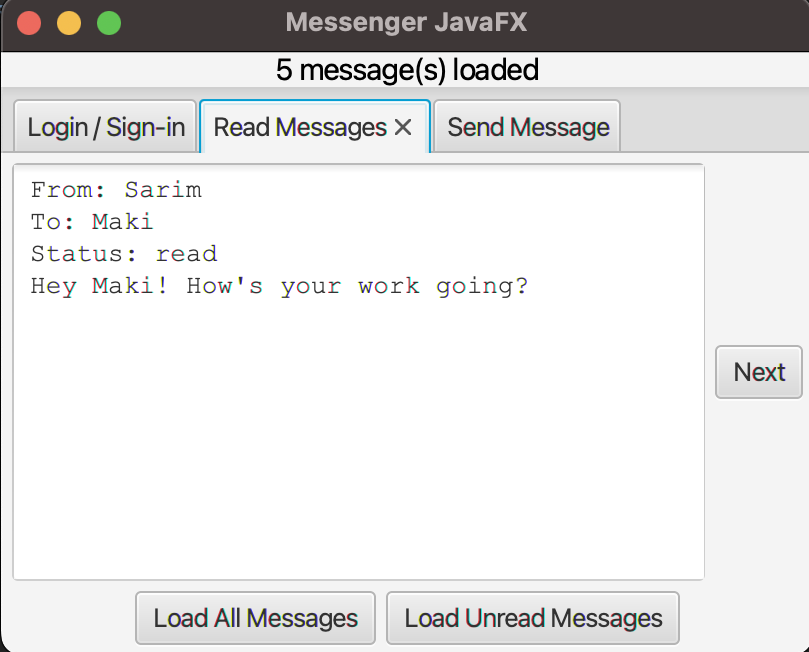 Messenger JavaFX
5 message(s) loaded
Login / Sign-in
Read Messages
Send Message
From: Sarim
To: Maki
Status: read
Hey Maki! How's your work going?
Next
Load All Messages
Load Unread Messages